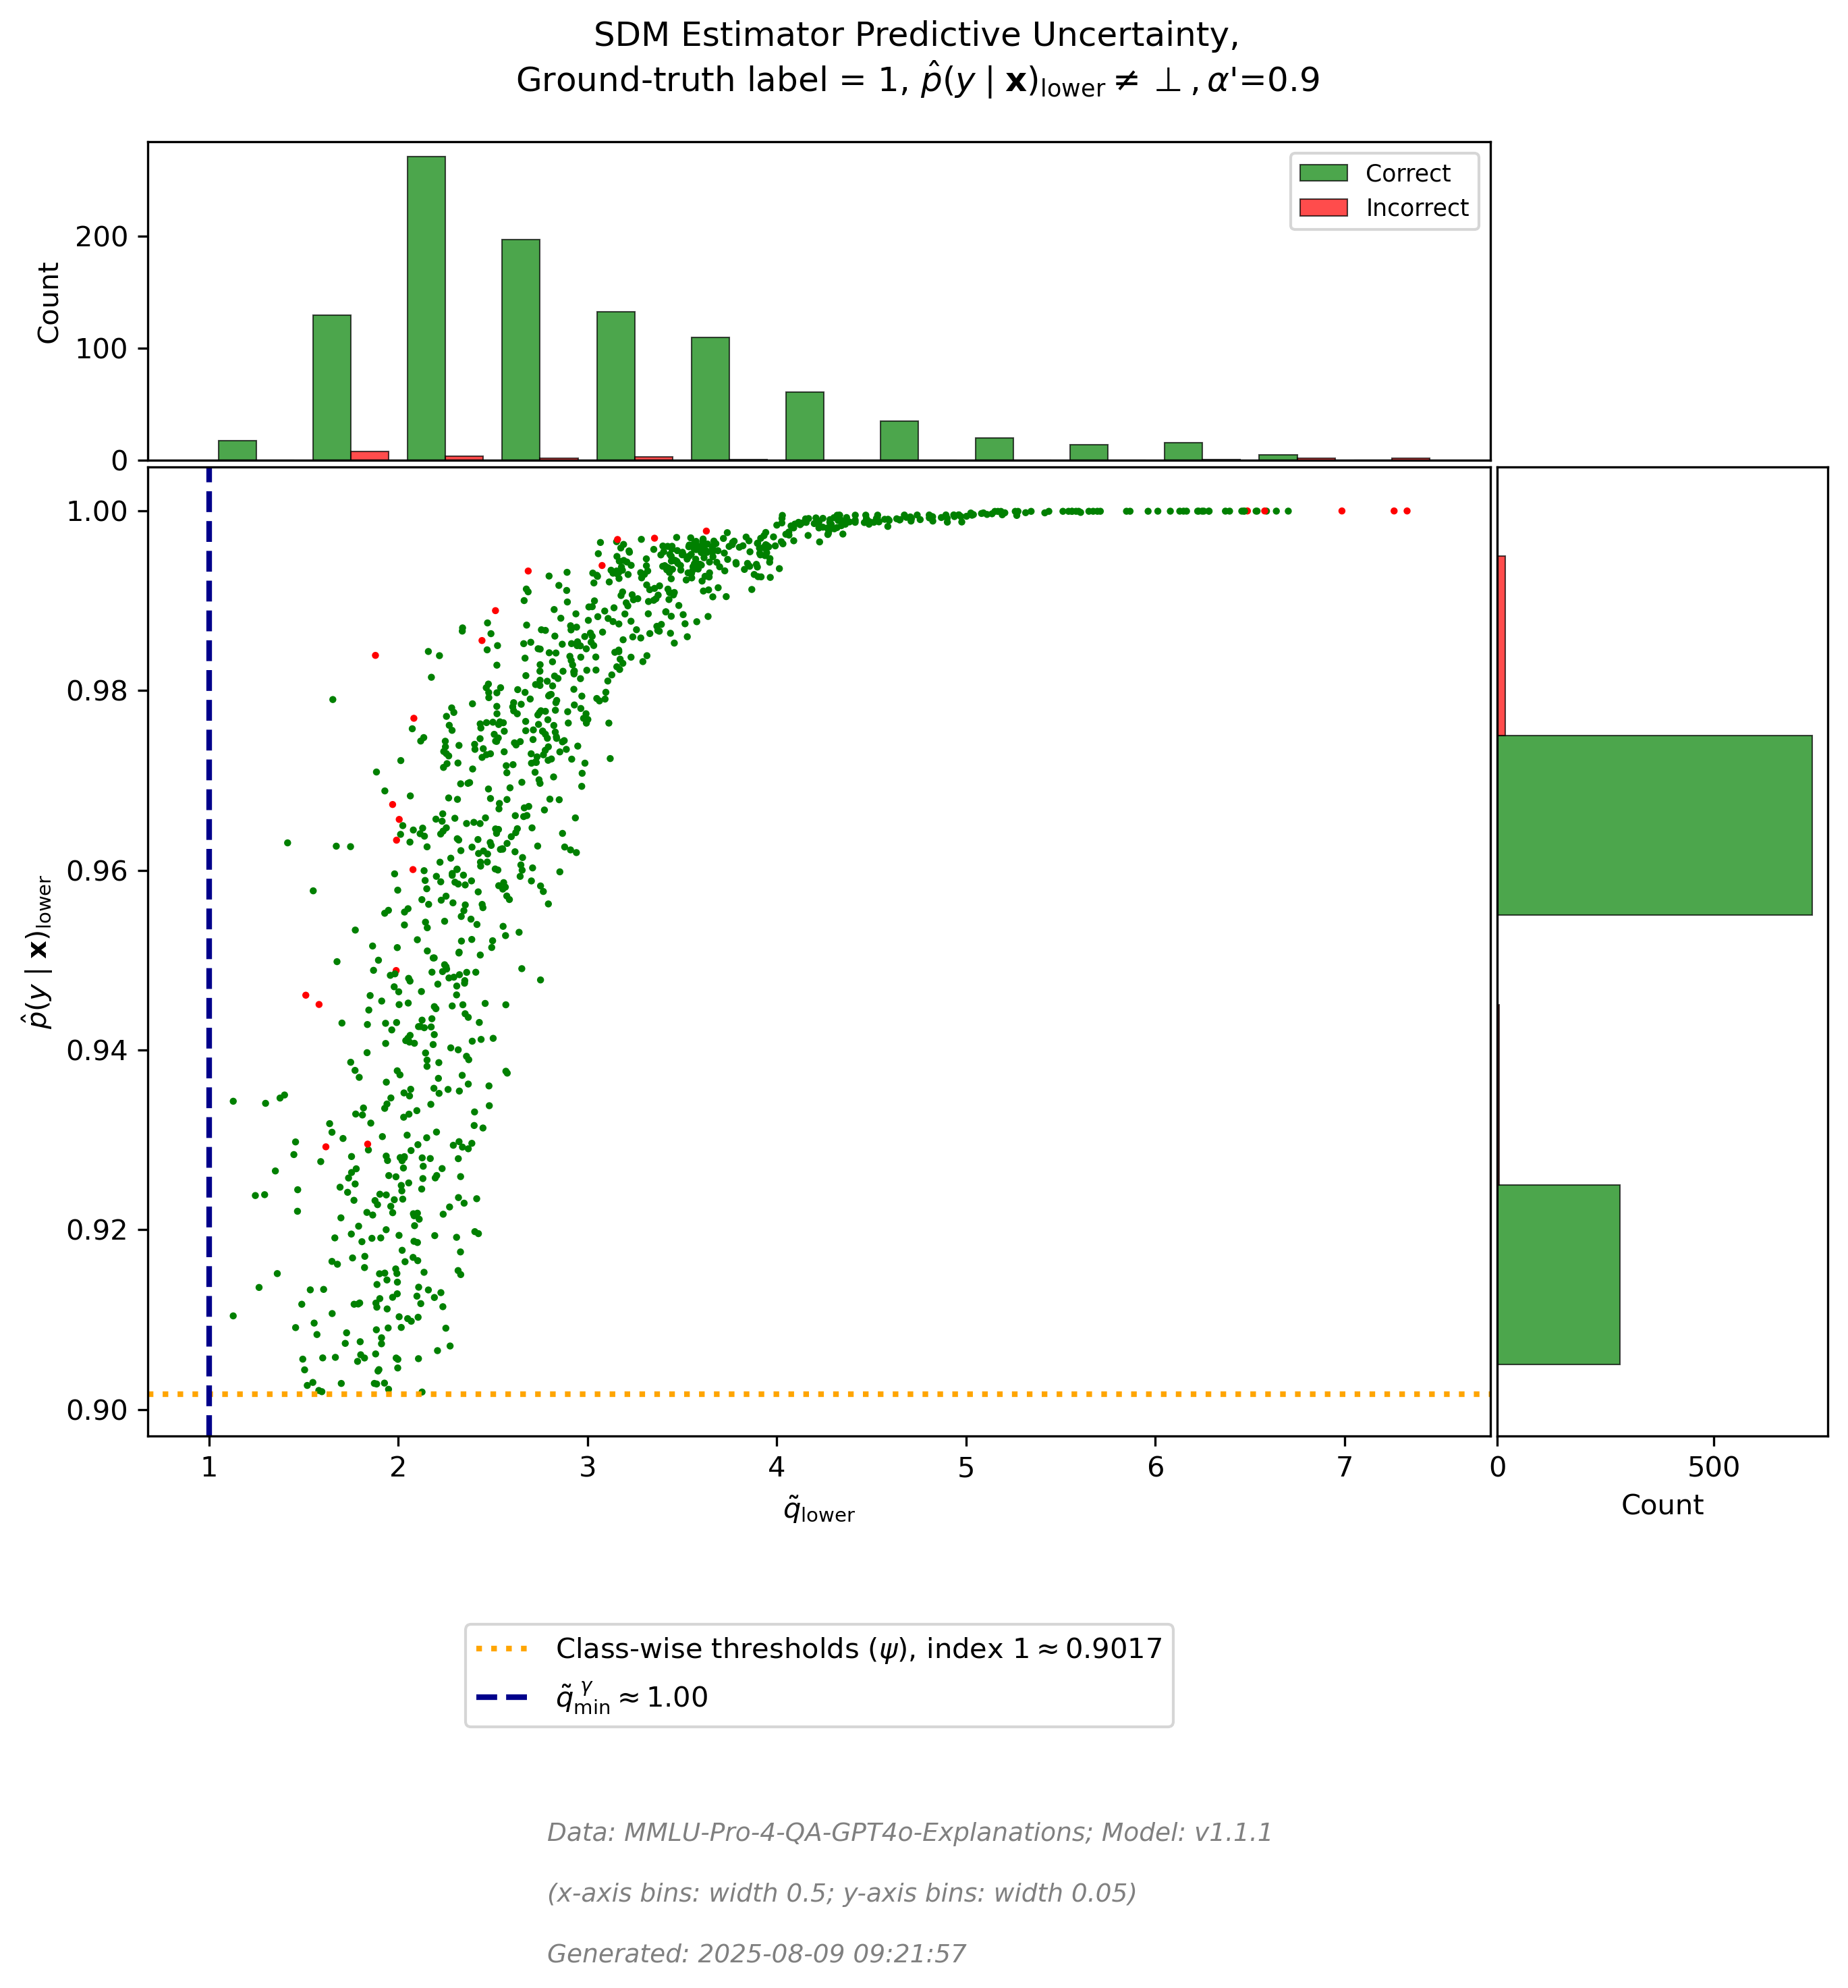 SDM Estimator Predictive Uncertainty,
Ground-truth label = 1, p̂(y | x)lower ≠ ⊥, α'=0.9
Correct
Incorrect
Count
200
100
0
1.00
0.98
0.96
0.94
0.92
0.90
p̂(y | x)lower
1 2 3 4 5 6 7
q̃lower
0 500
Count
Class-wise thresholds (ψ), index 1 ≈ 0.9017
q̃γmin ≈ 1.00
Data: MMLU-Pro-4-QA-GPT4o-Explanations; Model: v1.1.1
(x-axis bins: width 0.5; y-axis bins: width 0.05)
Generated: 2025-08-09 09:21:57